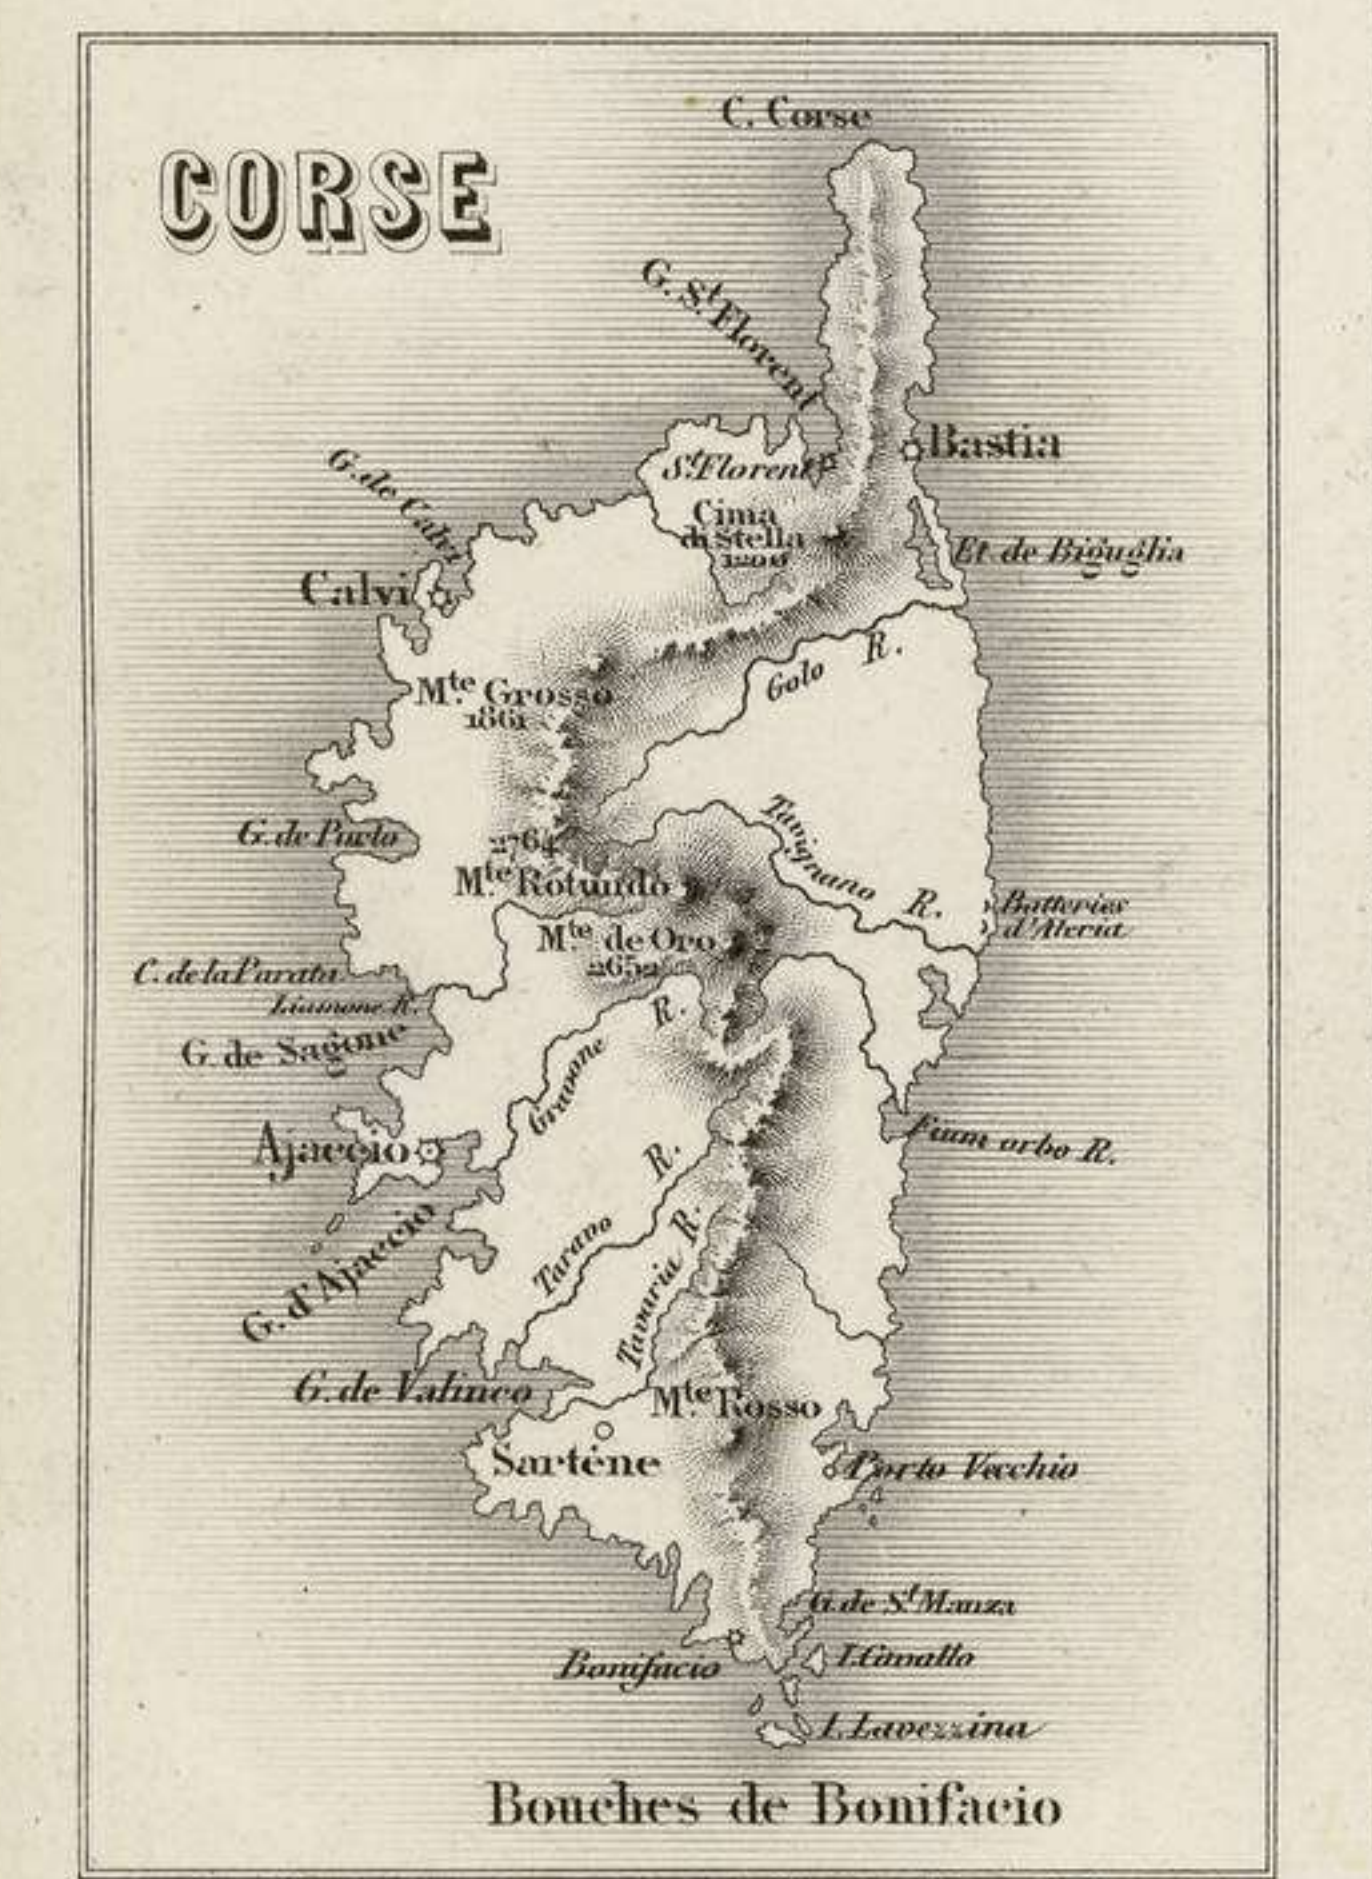 C. Corse
CORSE
G. St. Florent
Bastia
St. Florent
G. de Calvi
Cima
di Stella
1200
Et. de Biguglia
Calvi
Golo R.
Mte. Grosso
1861
G. de Porto
2764
Mte. Rotundo
Tavignano R.
Batteries
d'Aleria
Mte. de Oro
2652
C. de la Parata
Liamone R.
G. de Sagone
Gravone R.
Ajaccio
Fium orbo R.
G. d'Ajaccio
Taravo R.
Tavaria R.
G. de Valinco
Mte. Rosso
Sartène
Porto Vecchio
G. de St. Manza
Bonifacio
I. Cavallo
I. Lavezzina
Bouches de Bonifacio